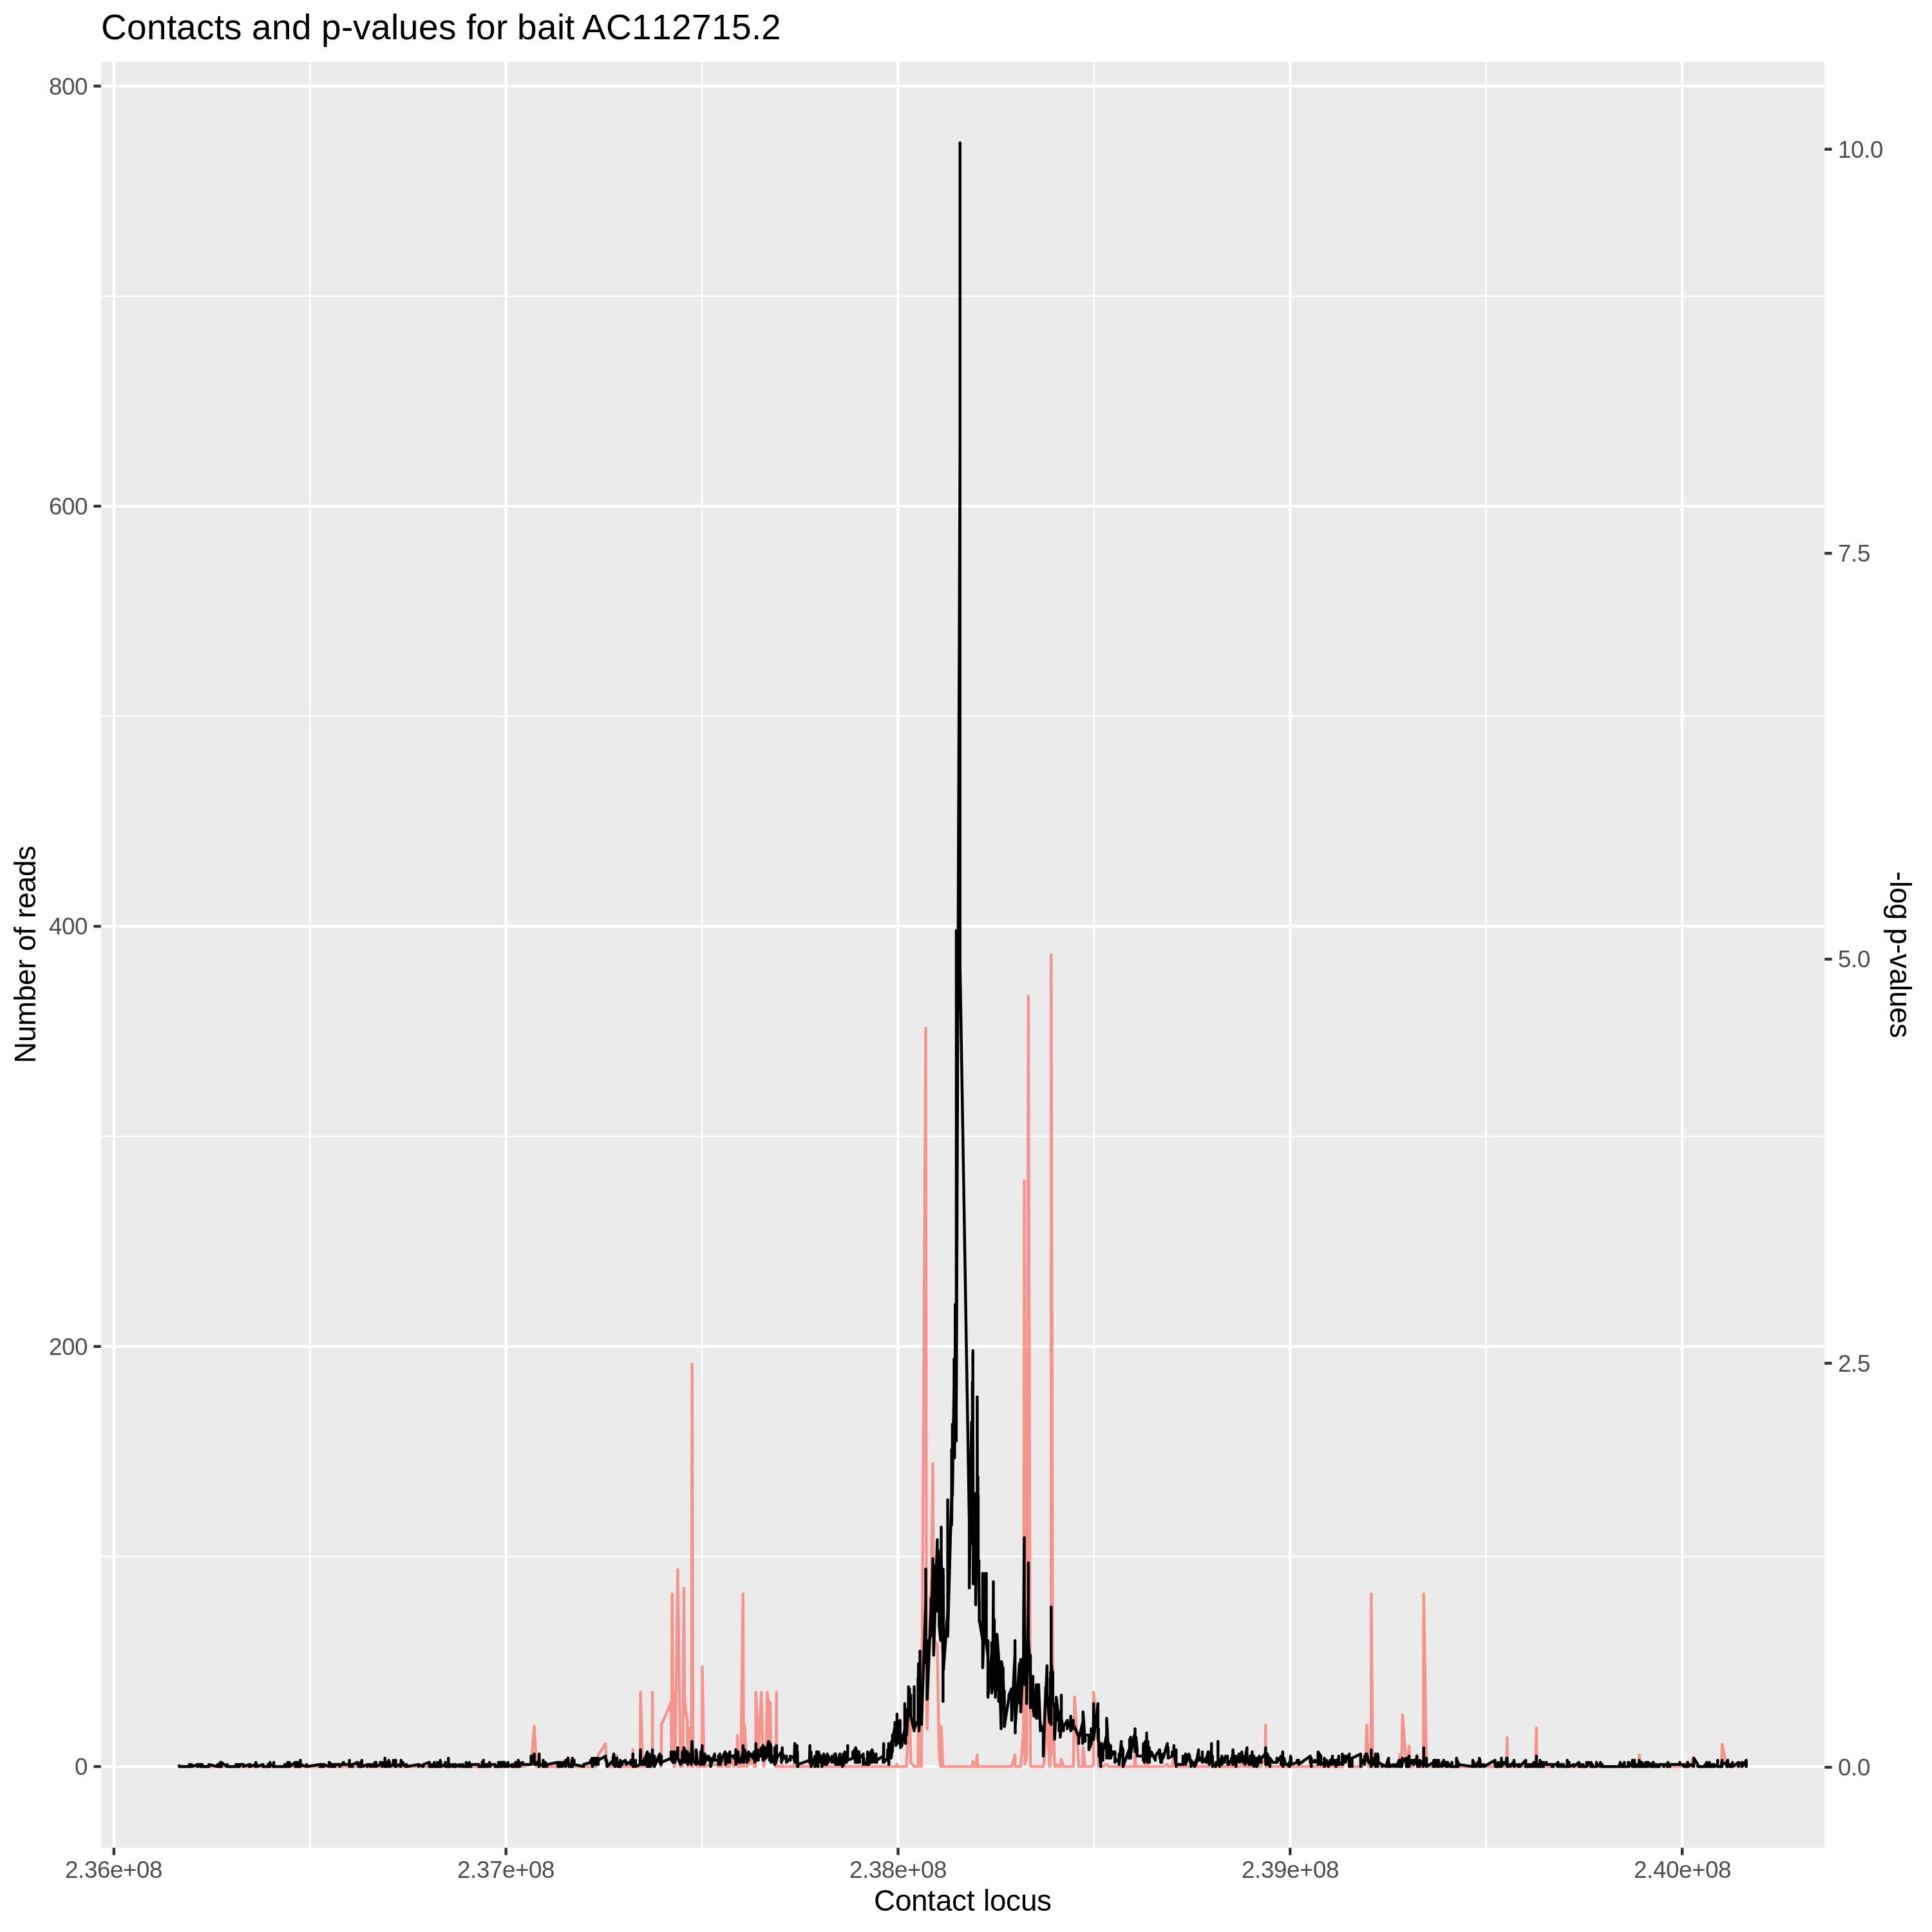 Contacts and p-values for bait AC112715.2
800
600
400
200
0
Number of reads
10.0
7.5
5.0
2.5
0.0
-log p-values
2.36e+08 2.37e+08 2.38e+08 2.39e+08 2.40e+08
Contact locus